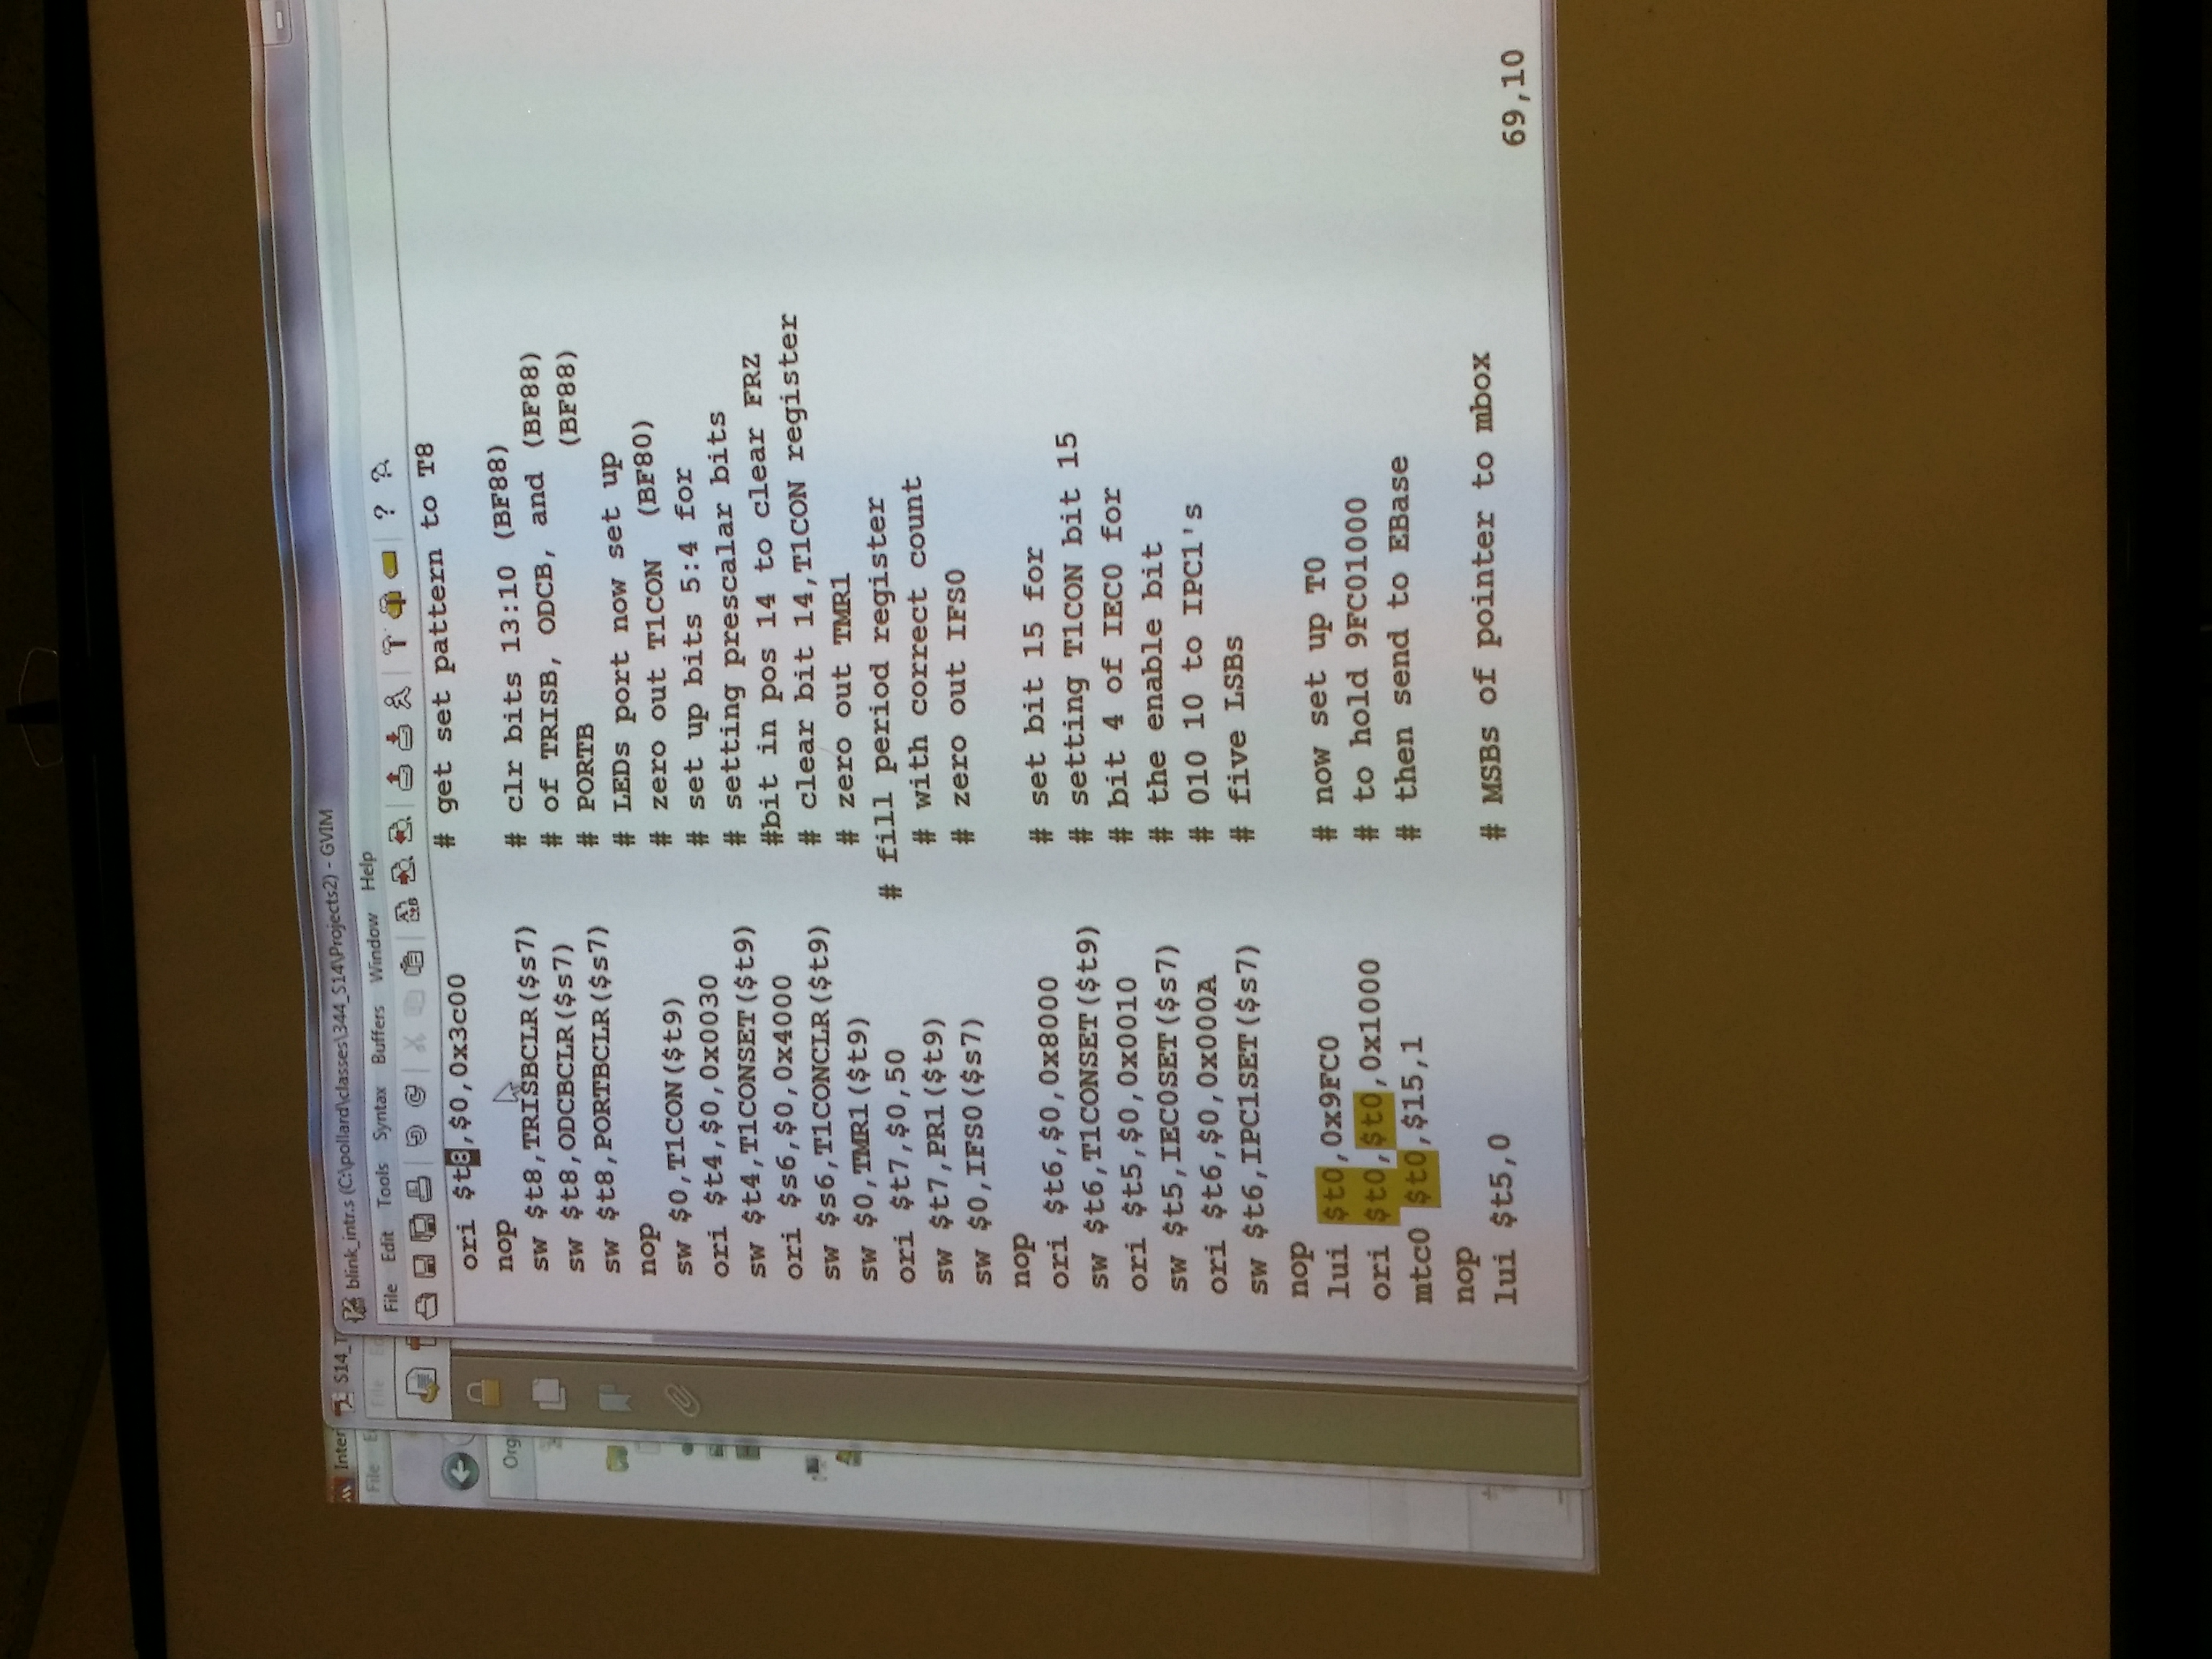 Inter
S14_T
blink_intr.s (C:\pollard\classes\344_S14\Projects2) - GVIM
File
File Edit Tools Syntax Buffers Window Help
Org
ori $t8,$0,0x3c00 # get set pattern to T8
nop
sw $t8,TRISBCLR($s7) # clr bits 13:10 (BF88)
sw $t8,ODCBCLR($s7) # of TRISB, ODCB, and (BF88)
sw $t8,PORTBCLR($s7) # PORTB (BF88)
nop # LEDs port now set up
sw $0,T1CON($t9) # zero out T1CON (BF80)
ori $t4,$0,0x0030 # set up bits 5:4 for
sw $t4,T1CONSET($t9) # setting prescalar bits
ori $s6,$0,0x4000 #bit in pos 14 to clear FRZ
sw $s6,T1CONCLR($t9) # clear bit 14,T1CON register
sw $0,TMR1($t9) # zero out TMR1
ori $t7,$0,50 # fill period register
sw $t7,PR1($t9) # with correct count
sw $0,IFS0($s7) # zero out IFS0
nop
ori $t6,$0,0x8000 # set bit 15 for
sw $t6,T1CONSET($t9) # setting T1CON bit 15
ori $t5,$0,0x0010 # bit 4 of IEC0 for
sw $t5,IEC0SET($s7) # the enable bit
ori $t6,$0,0x000A # 010 10 to IPC1's
sw $t6,IPC1SET($s7) # five LSBs
nop
lui $t0,0x9FC0 # now set up T0
ori $t0,$t0,0x1000 # to hold 9FC01000
mtc0 $t0,$15,1 # then send to EBase
nop
lui $t5,0 # MSBs of pointer to mbox
69,10